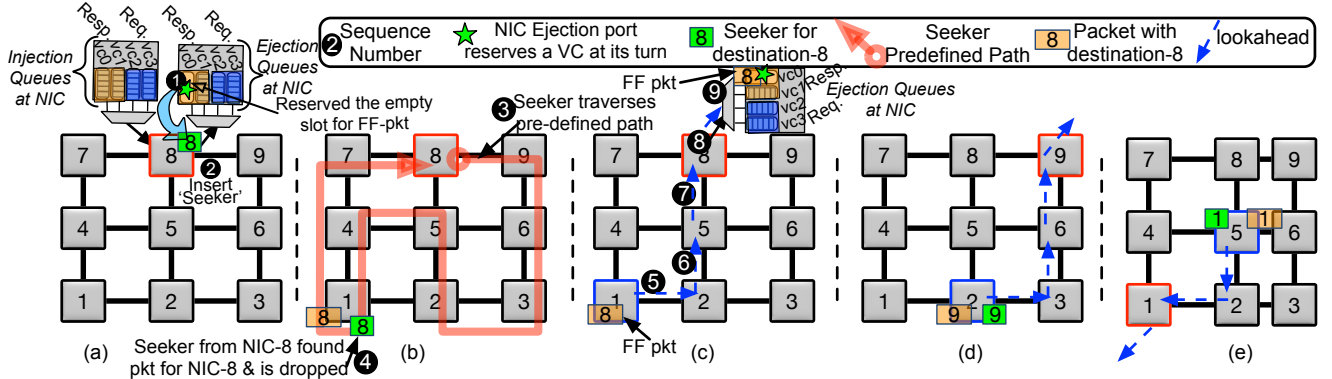 Resp.
Req.
vc0
vc1
vc2
vc3
Injection
Queues
at NIC
Resp.
Req.
vc0
vc1
vc2
vc3
Ejection
Queues
at NIC
1
Reserved the empty
slot for FF-pkt
8
2
Insert
‘Seeker’
7 8 9
4 5 6
1 2 3
(a)
2 Sequence
Number
NIC Ejection port
reserves a VC at its turn
8 Seeker for
destination-8
Seeker
Predefined Path
8 Packet with
destination-8
lookahead
3 Seeker traverses
pre-defined path
7 8 9
4 5 6
1 2 3
8
8
4
Seeker from NIC-8 found
pkt for NIC-8 & is dropped
(b)
FF pkt
8
vc0
vc1
vc2
vc3
Resp.
Req.
Ejection Queues
at NIC
9
8
7 8 9
7
4 5 6
6
5
1 2 3
8
FF pkt
(c)
7 8 9
4 5 6
1 2 3
9 9
(d)
7 8 9
1 1
4 5 6
1 2 3
(e)